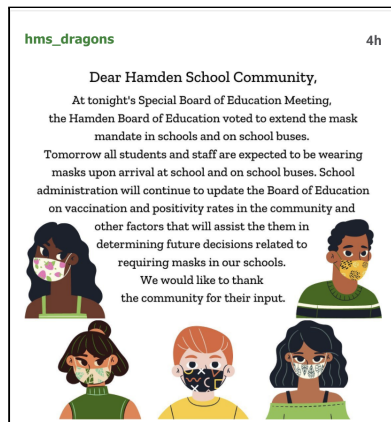 hms_dragons
4h
Dear Hamden School Community,
At tonight's Special Board of Education Meeting,
the Hamden Board of Education voted to extend the mask
mandate in schools and on school buses.
Tomorrow all students and staff are expected to be wearing
masks upon arrival at school and on school buses. School
administration will continue to update the Board of Education
on vaccination and positivity rates in the community and
other factors that will assist the them in
determining future decisions related to
requiring masks in our schools.
We would like to thank
the community for their input.